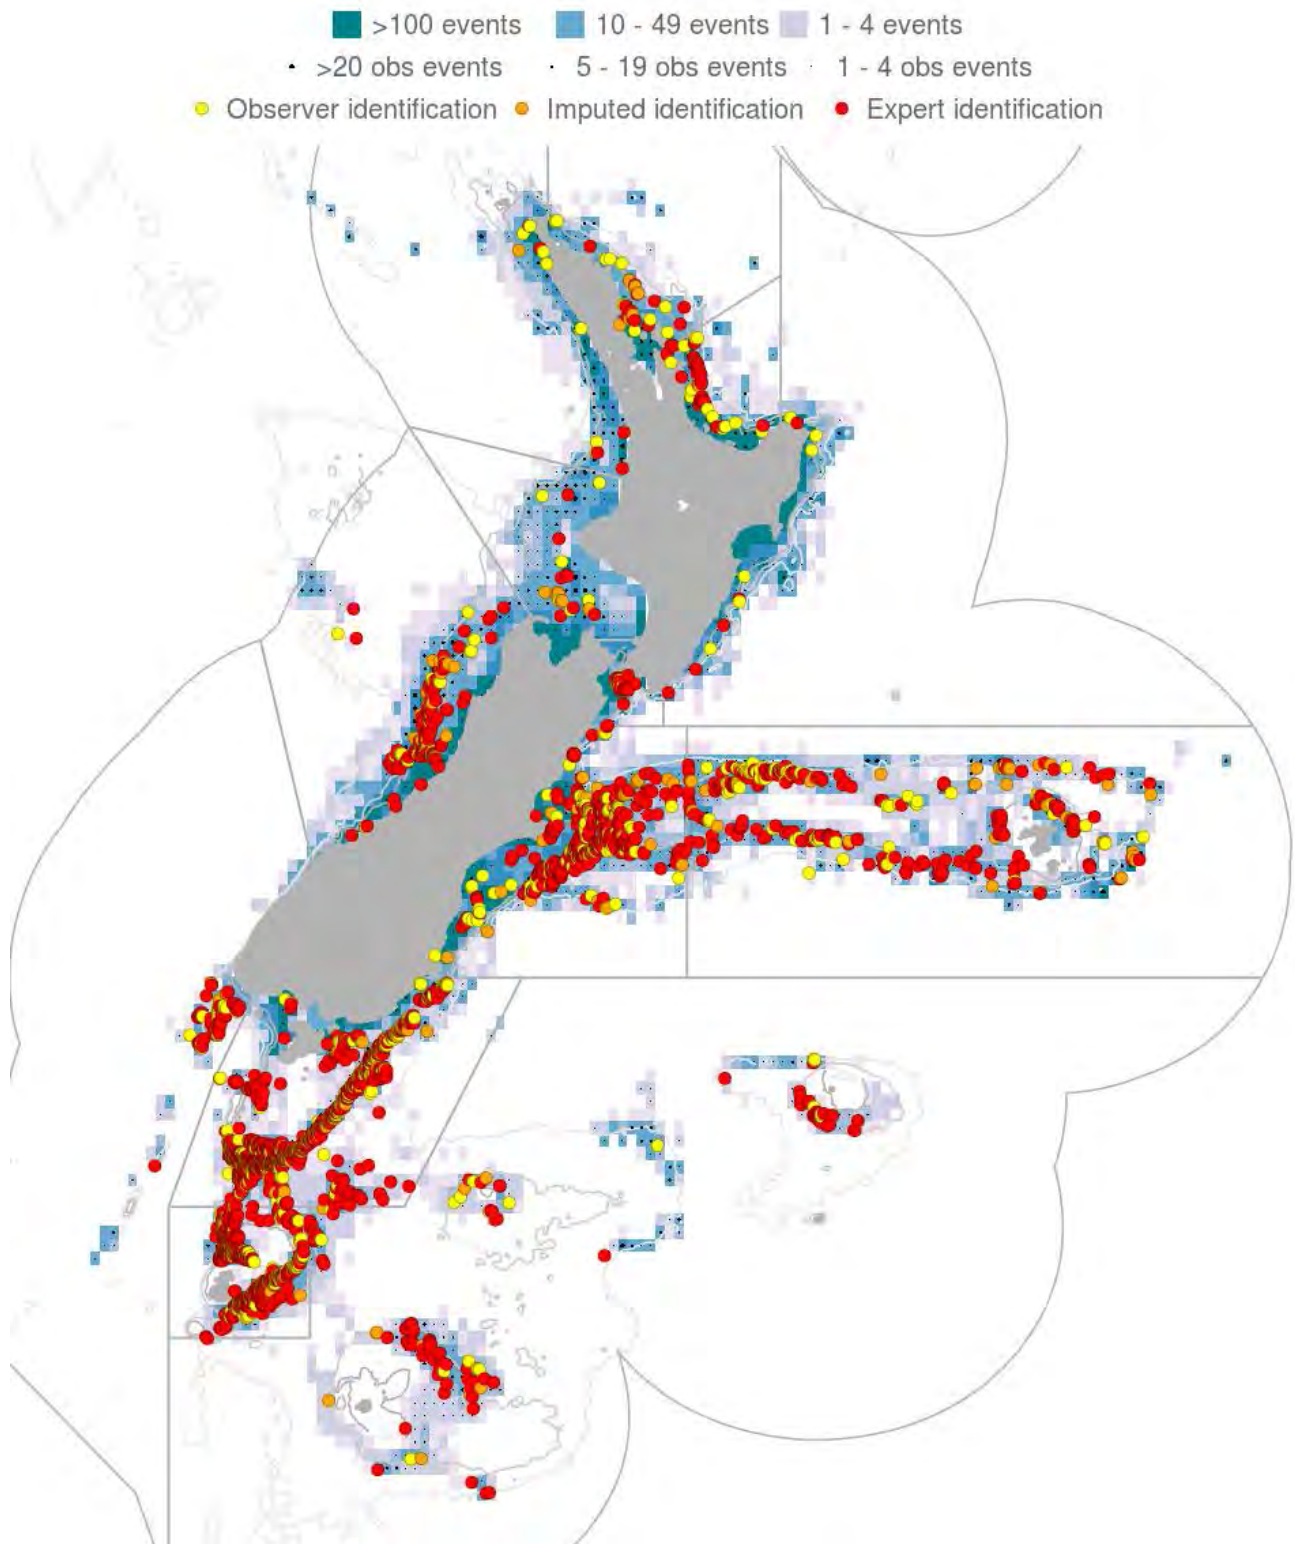 >100 events 10 - 49 events 1 - 4 events
>20 obs events 5 - 19 obs events 1 - 4 obs events
Observer identification Imputed identification Expert identification